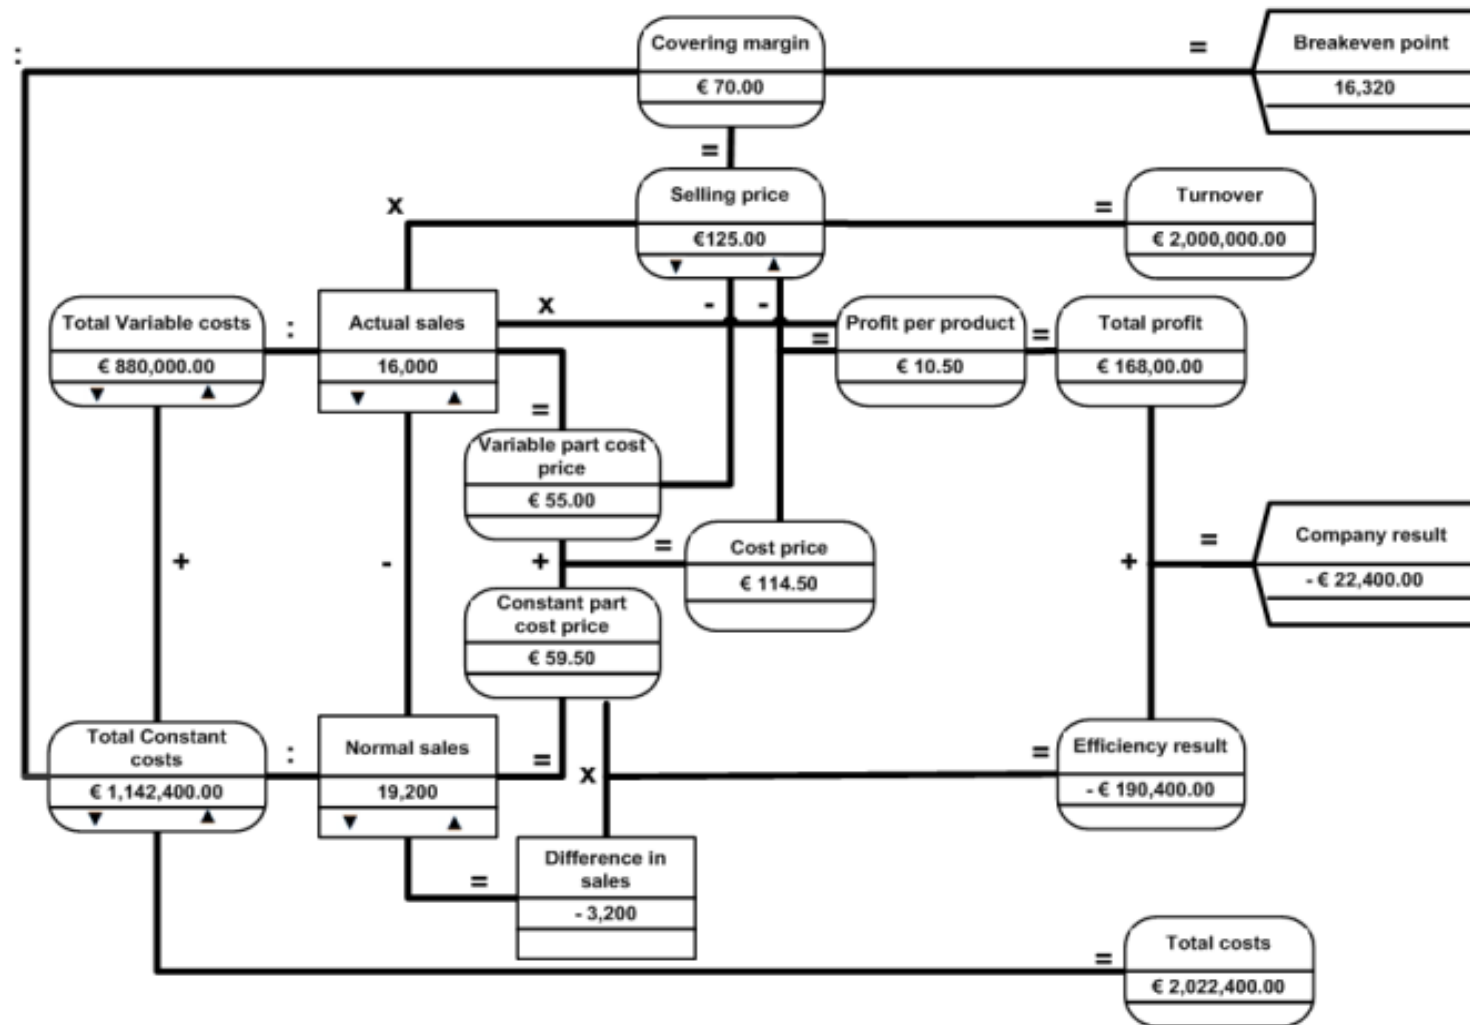 Covering margin
€ 70.00
=
Breakeven point
16,320
:
=
Selling price
€125.00
▼ ▲
x
=
Turnover
€ 2,000,000.00
Total Variable costs
€ 880,000.00
▼ ▲
:
Actual sales
16,000
▼ ▲
x
- -
=
Profit per product
€ 10.50
=
Total profit
€ 168,00.00
=
Variable part cost
price
€ 55.00
+
-
+
=
Cost price
€ 114.50
+
=
Company result
- € 22,400.00
Constant part
cost price
€ 59.50
Total Constant
costs
€ 1,142,400.00
▼ ▲
:
Normal sales
19,200
▼ ▲
=
x
=
Efficiency result
- € 190,400.00
=
Difference in
sales
- 3,200
=
Total costs
€ 2,022,400.00